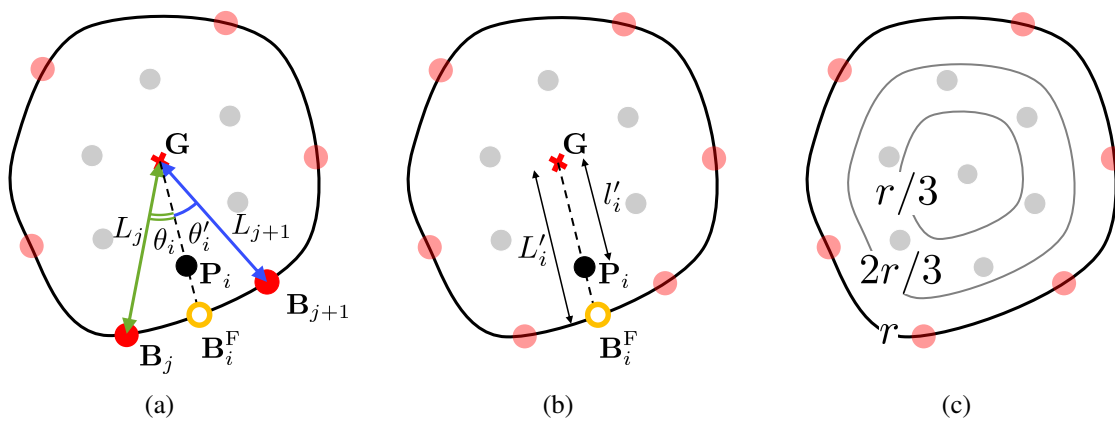 G
L_j
θ_i
θ'_i
L_{j+1}
P_i
B_{j+1}
B_j
B_i^F
(a)
G
l'_i
L'_i
P_i
B_i^F
(b)
r/3
2r/3
r
(c)